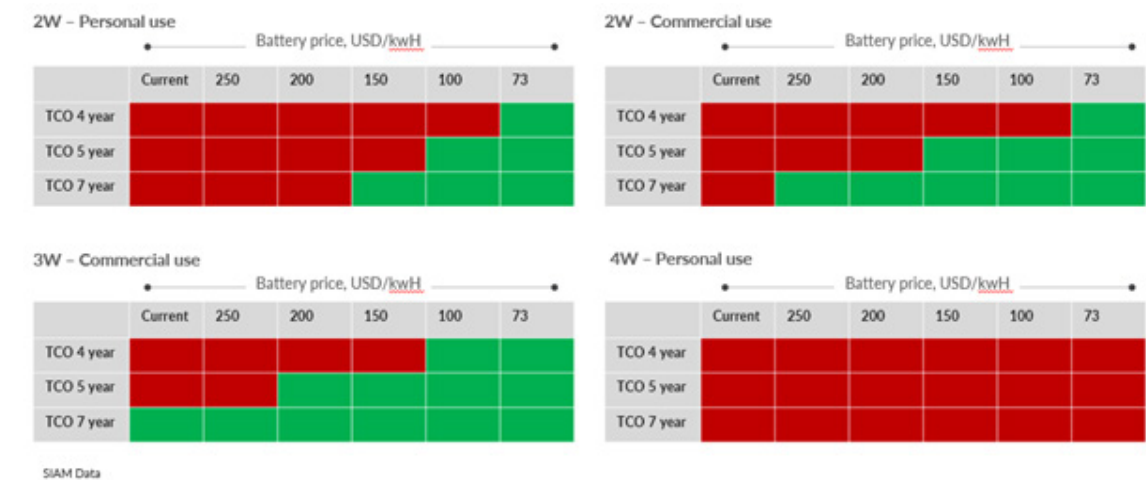 2W – Personal use
Battery price, USD/kwH
Current 250 200 150 100 73
TCO 4 year
TCO 5 year
TCO 7 year
2W – Commercial use
Battery price, USD/kwH
Current 250 200 150 100 73
TCO 4 year
TCO 5 year
TCO 7 year
3W – Commercial use
Battery price, USD/kwH
Current 250 200 150 100 73
TCO 4 year
TCO 5 year
TCO 7 year
4W – Personal use
Battery price, USD/kwH
Current 250 200 150 100 73
TCO 4 year
TCO 5 year
TCO 7 year
SIAM Data